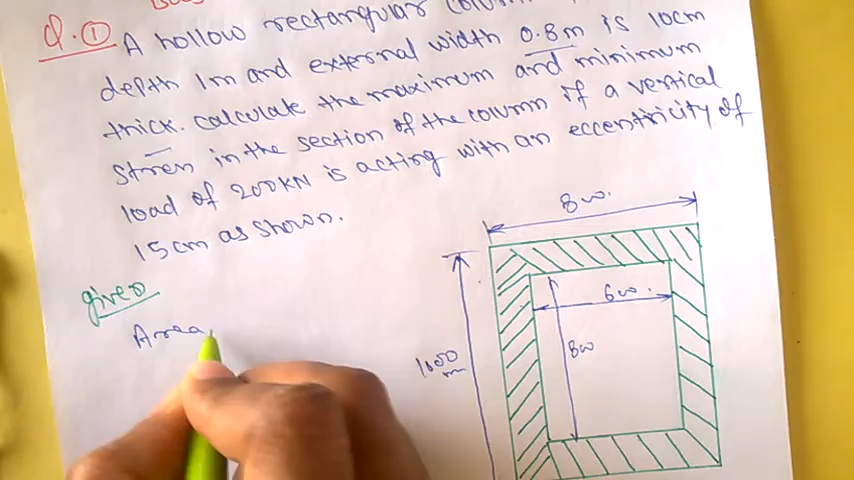 Q.① A hollow rectangular
depth 1m and external width 0.8m is 10cm
thick. calculate the maximum and minimum
stress in the section of the column if a vertical
load of 200KN is acting with an eccentricity of
15cm as shown.
given
Area
800.
600.
800
1000
m